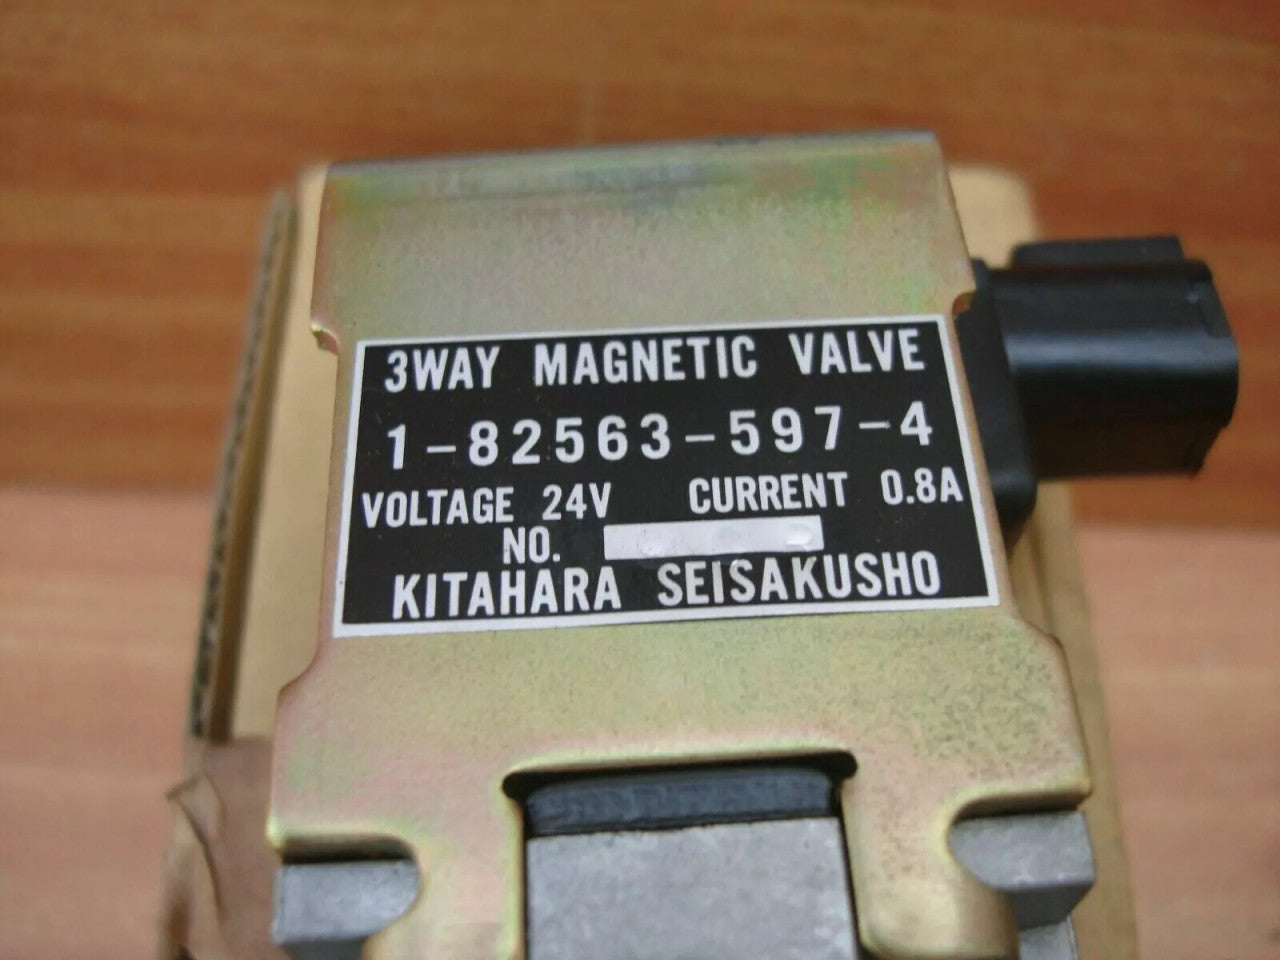 3WAY MAGNETIC VALVE
1-82563-597-4
VOLTAGE 24V CURRENT 0.8A
NO.
KITAHARA SEISAKUSHO